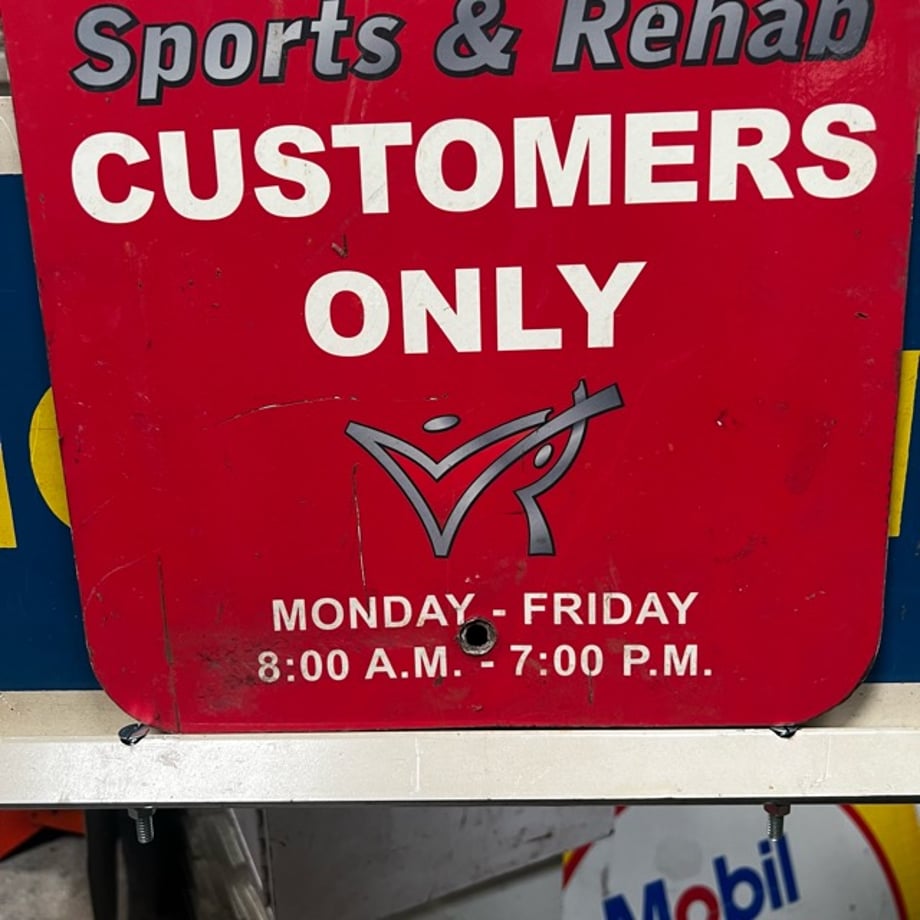 Sports & Rehab
CUSTOMERS
ONLY
MONDAY - FRIDAY
8:00 A.M. - 7:00 P.M.
Mobil